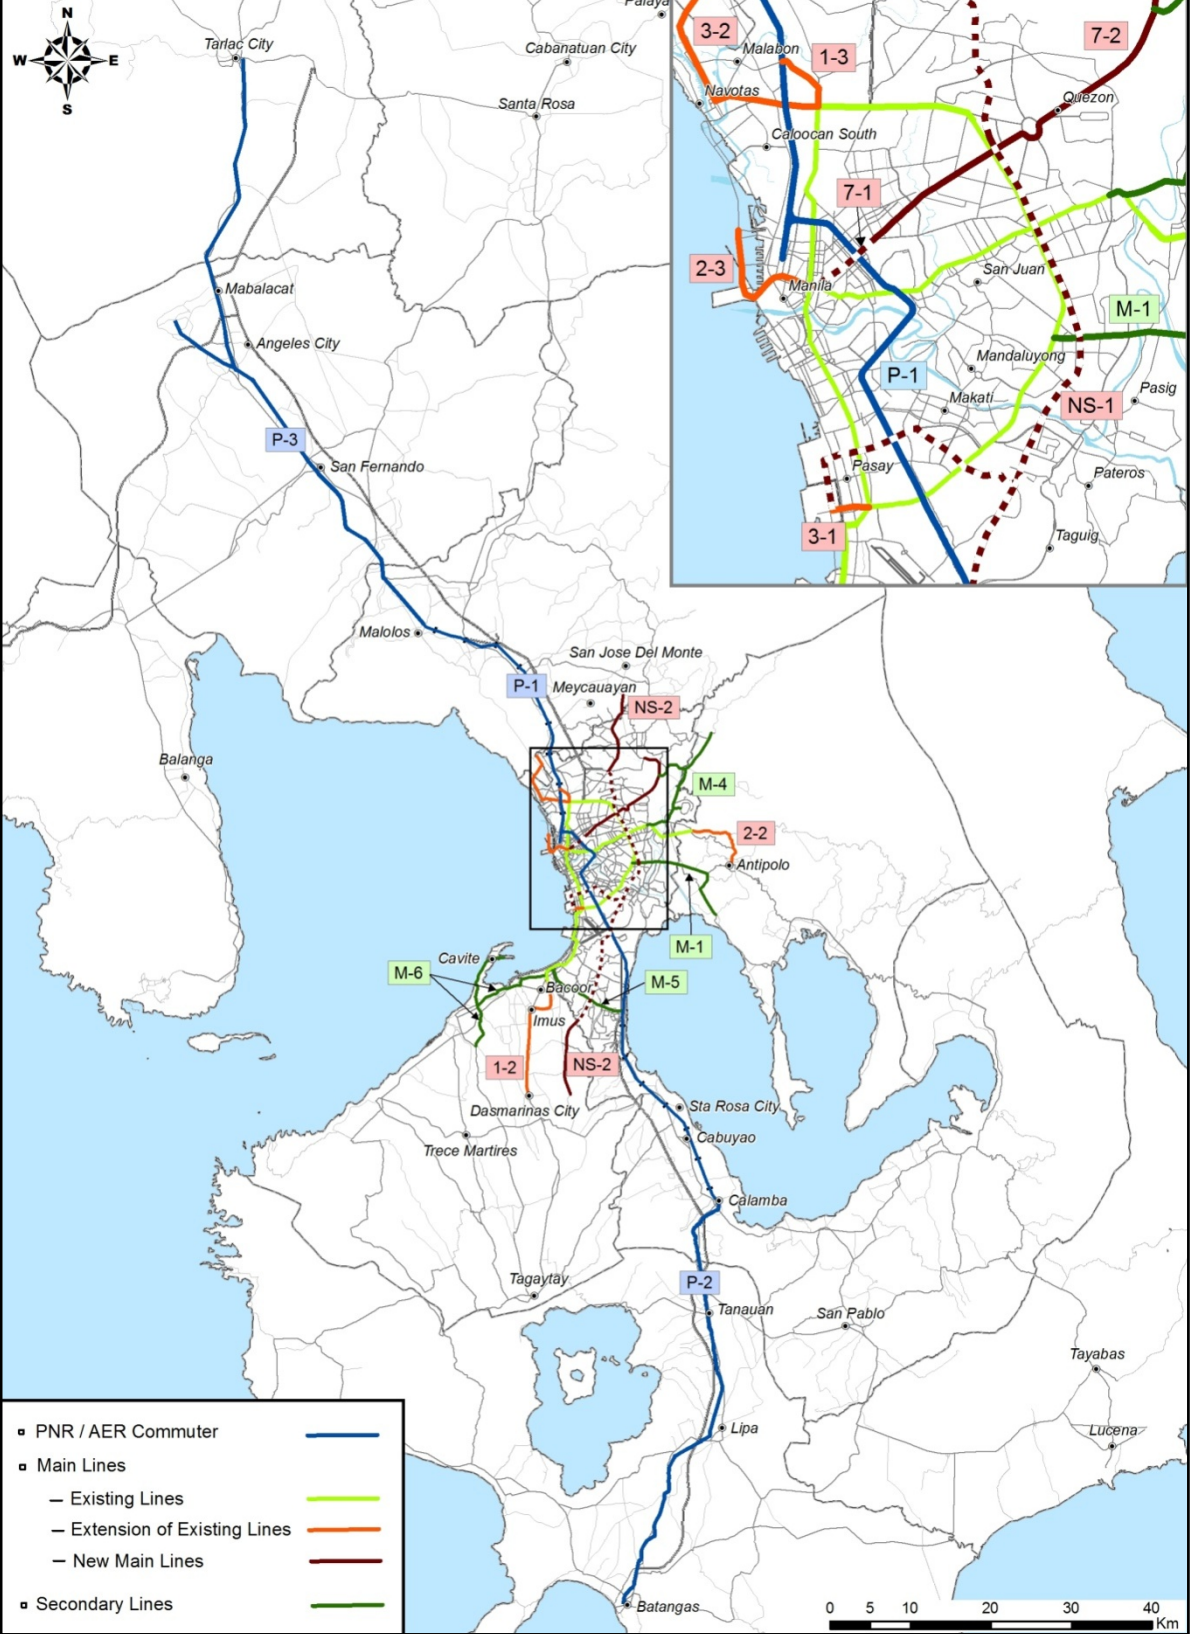 N
W E
S
Tarlac City
Cabanatuan City
Santa Rosa
Mabalacat
Angeles City
P-3
San Fernando
Malolos
San Jose Del Monte
P-1
Meycauayan
NS-2
Balanga
M-4
2-2
Antipolo
M-1
Cavite
M-6
Bacoor
M-5
Imus
1-2
NS-2
Dasmarinas City
Sta Rosa City
Trece Martires
Cabuyao
Calamba
Tagaytay
P-2
Tanauan
San Pablo
Tayabas
Lipa
Lucena
Batangas
3-2
Malabon
1-3
7-2
Navotas
Quezon
Caloocan South
7-1
2-3
San Juan
Manila
M-1
Mandaluyong
P-1
Makati
Pasig
NS-1
Pasay
Pateros
3-1
Taguig
PNR / AER Commuter
Main Lines
– Existing Lines
– Extension of Existing Lines
– New Main Lines
Secondary Lines
0 5 10 20 30 40
Km